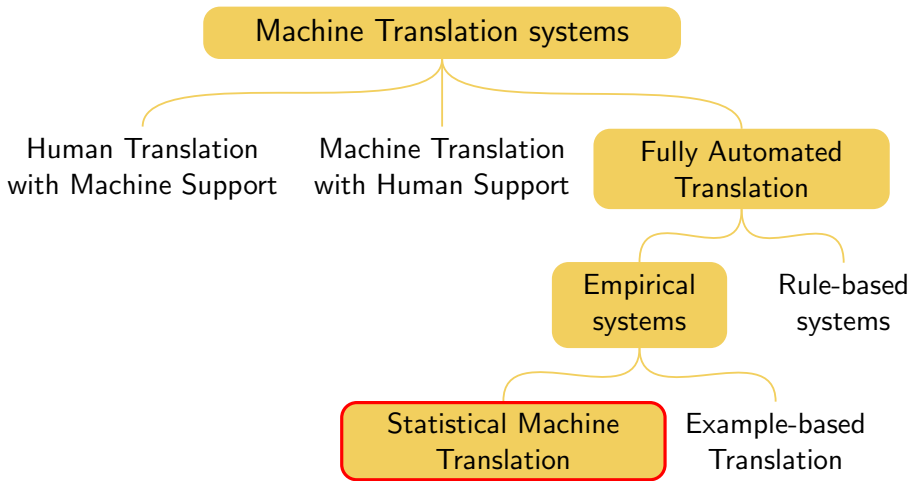 Machine Translation systems
Human Translation
with Machine Support
Machine Translation
with Human Support
Fully Automated
Translation
Empirical
systems
Rule-based
systems
Statistical Machine
Translation
Example-based
Translation